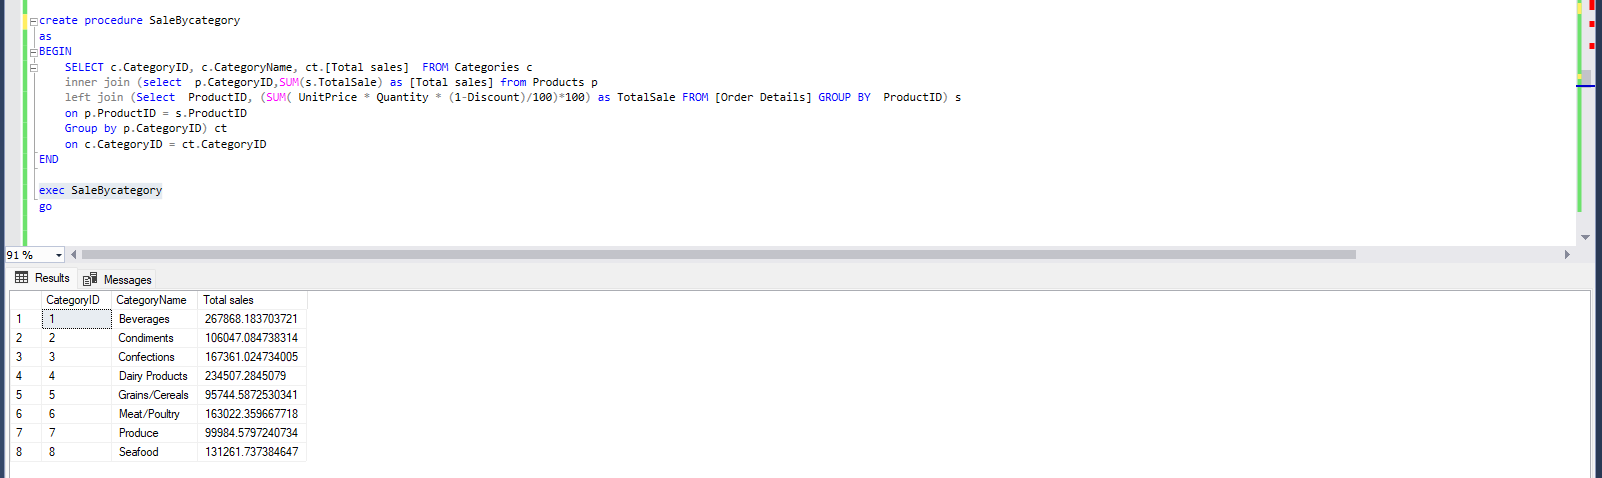 create procedure SaleBycategory
as
BEGIN
SELECT c.CategoryID, c.CategoryName, ct.[Total sales]  FROM Categories c
inner join (select  p.CategoryID,SUM(s.TotalSale) as [Total sales] from Products p
left join (Select  ProductID, (SUM( UnitPrice * Quantity * (1-Discount)/100)*100) as TotalSale FROM [Order Details] GROUP BY  ProductID) s
on p.ProductID = s.ProductID
Group by p.CategoryID) ct
on c.CategoryID = ct.CategoryID
END
exec SaleBycategory
go
91 %
Results Messages
CategoryID CategoryName Total sales
1 1 Beverages 267868.183703721
2 2 Condiments 106047.084738314
3 3 Confections 167361.024734005
4 4 Dairy Products 234507.2845079
5 5 Grains/Cereals 95744.5872530341
6 6 Meat/Poultry 163022.359667718
7 7 Produce 99984.5797240734
8 8 Seafood 131261.737384647